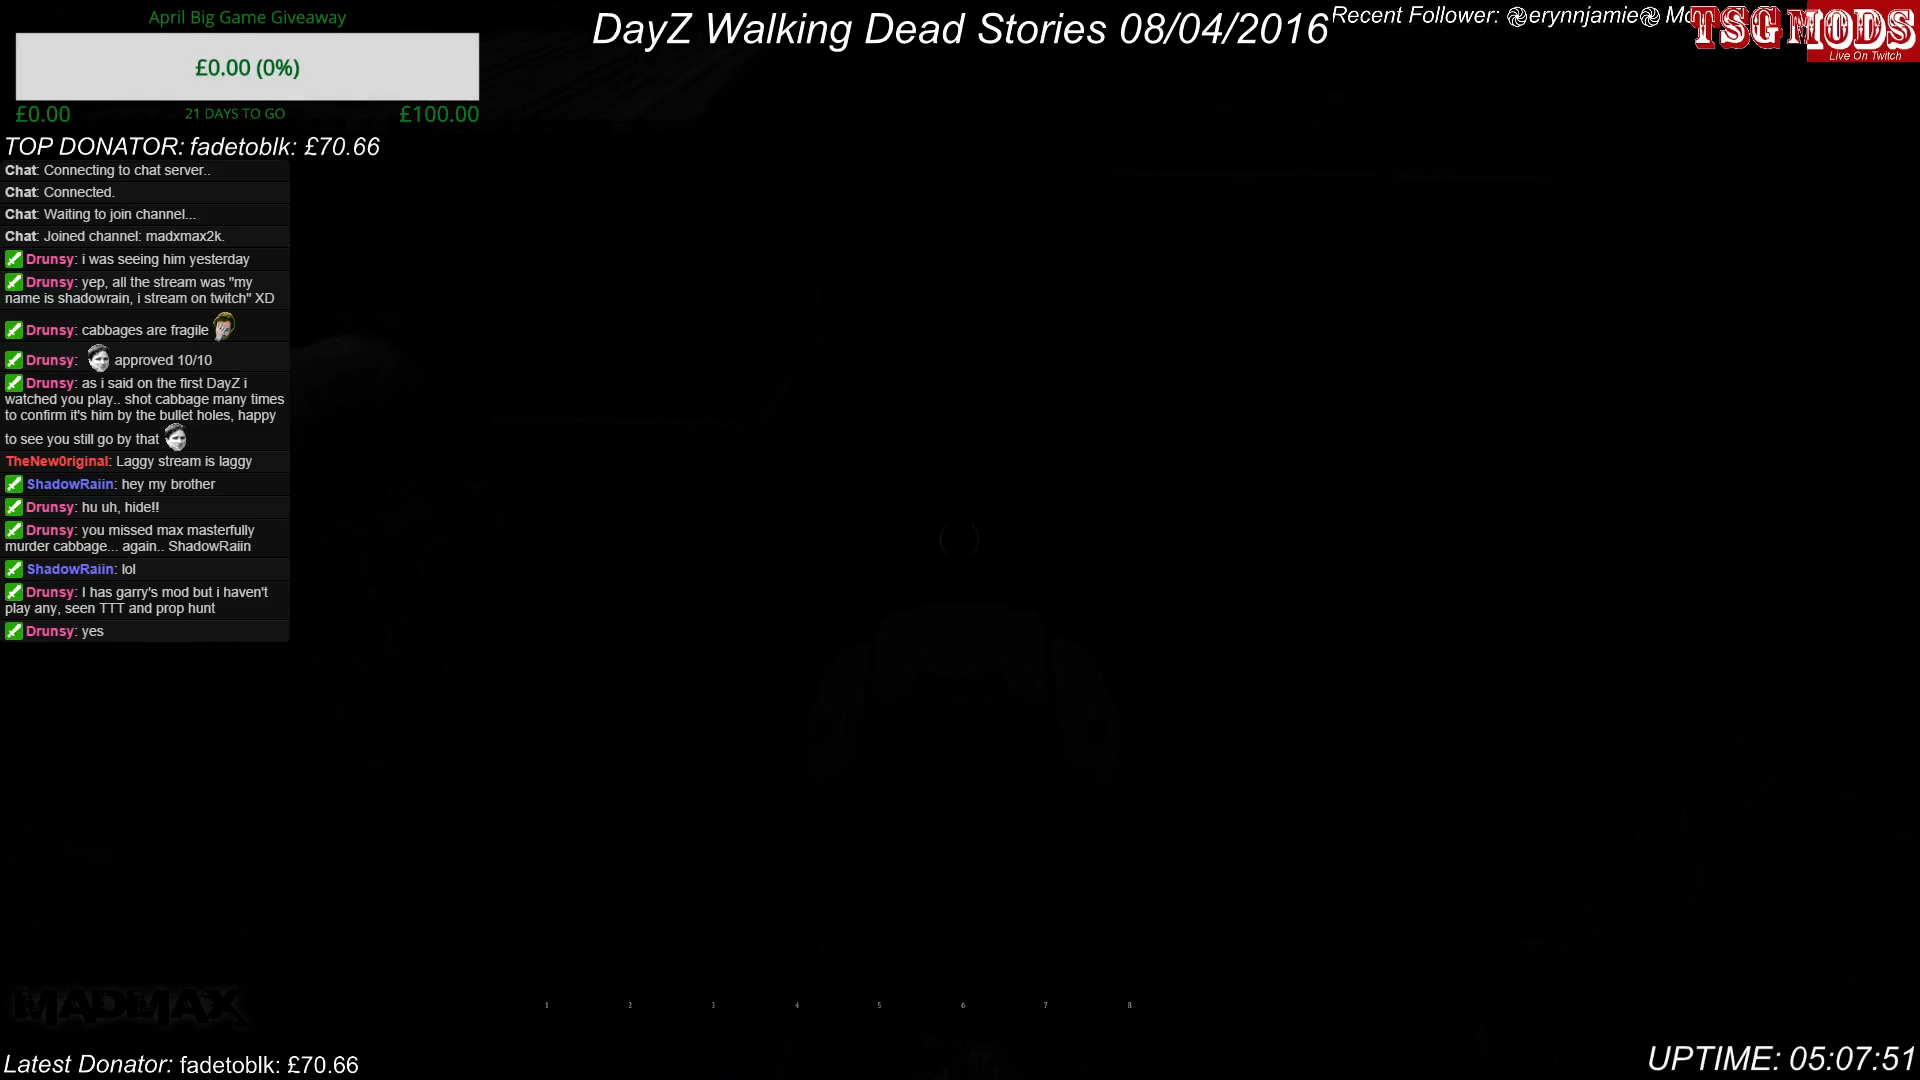 April Big Game Giveaway
£0.00 (0%)
£0.00 21 DAYS TO GO £100.00
TOP DONATOR: fadetoblk: £70.66
DayZ Walking Dead Stories 08/04/2016
Recent Follower: erynnjamie
TSG MODS
Live On Twitch
Chat: Connecting to chat server..
Chat: Connected.
Chat: Waiting to join channel...
Chat: Joined channel: madxmax2k.
Drunsy: i was seeing him yesterday
Drunsy: yep, all the stream was "my
name is shadowrain, i stream on twitch" XD
Drunsy: cabbages are fragile
Drunsy: approved 10/10
Drunsy: as i said on the first DayZ i
watched you play.. shot cabbage many times
to confirm it's him by the bullet holes, happy
to see you still go by that
TheNew0riginal: Laggy stream is laggy
ShadowRaiin: hey my brother
Drunsy: hu uh, hide!!
Drunsy: you missed max masterfully
murder cabbage... again.. ShadowRaiin
ShadowRaiin: lol
Drunsy: I has garry's mod but i haven't
play any, seen TTT and prop hunt
Drunsy: yes
MADMAX
1 2 3 4 5 6 7 8
Latest Donator: fadetoblk: £70.66
UPTIME: 05:07:51